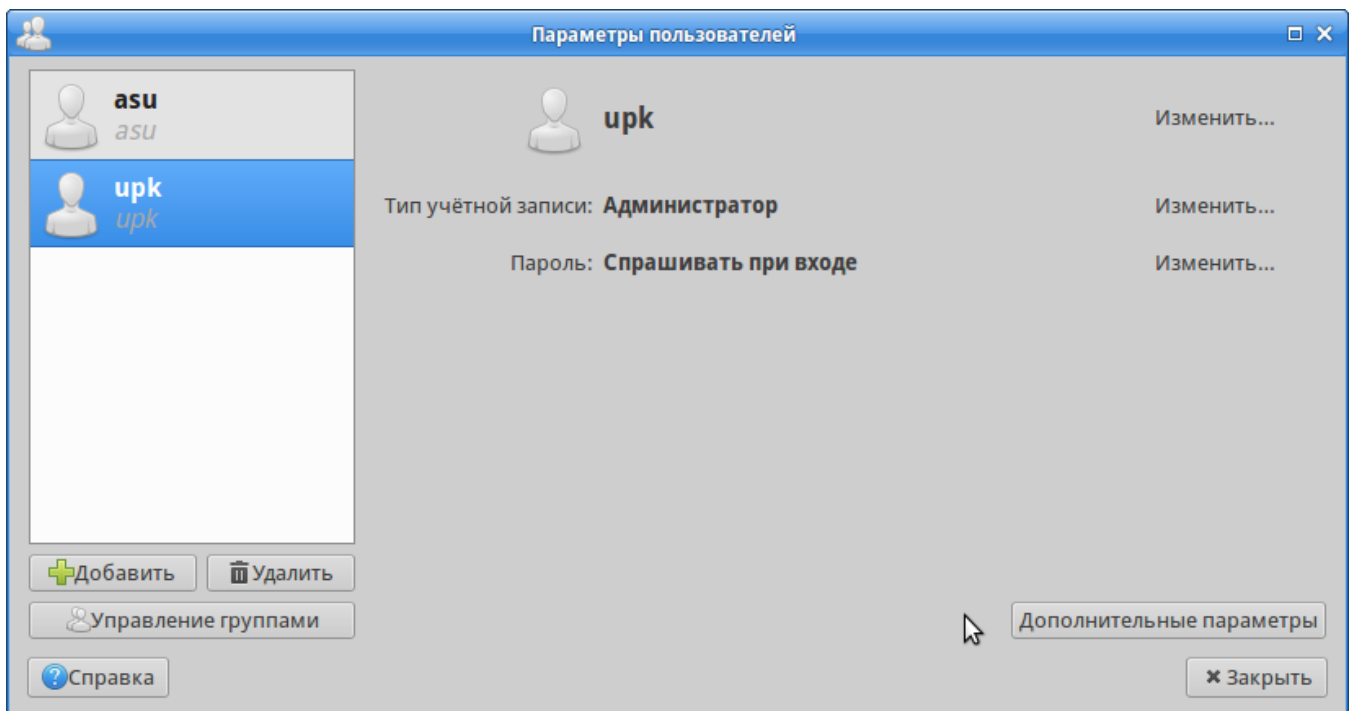 Параметры пользователей
asu
asu
upk
upk
upk Изменить...
Тип учётной записи: Администратор Изменить...
Пароль: Спрашивать при входе Изменить...
Добавить Удалить
Управление группами Дополнительные параметры
Справка Закрыть